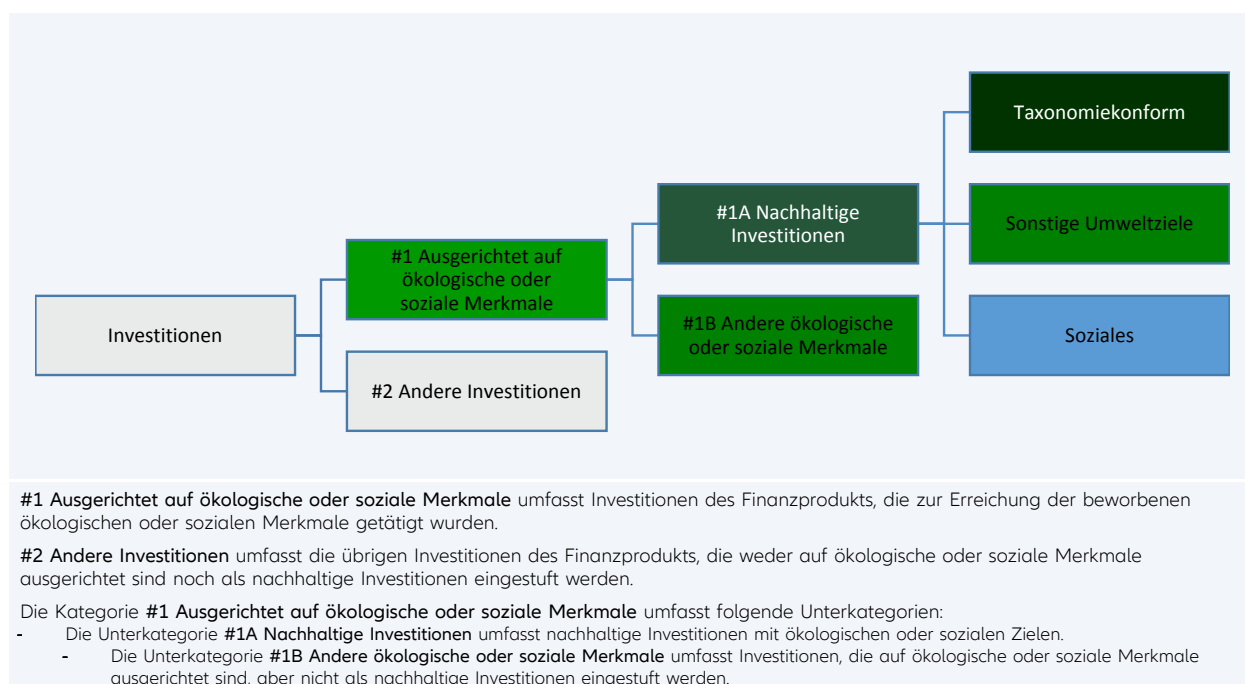 Taxonomiekonform
#1A Nachhaltige
Investitionen
Sonstige Umweltziele
#1 Ausgerichtet auf
ökologische oder
soziale Merkmale
Investitionen
#1B Andere ökologische
oder soziale Merkmale
Soziales
#2 Andere Investitionen
#1 Ausgerichtet auf ökologische oder soziale Merkmale umfasst Investitionen des Finanzprodukts, die zur Erreichung der beworbenen
ökologischen oder sozialen Merkmale getätigt wurden.
#2 Andere Investitionen umfasst die übrigen Investitionen des Finanzprodukts, die weder auf ökologische oder soziale Merkmale
ausgerichtet sind noch als nachhaltige Investitionen eingestuft werden.
Die Kategorie #1 Ausgerichtet auf ökologische oder soziale Merkmale umfasst folgende Unterkategorien:
- Die Unterkategorie #1A Nachhaltige Investitionen umfasst nachhaltige Investitionen mit ökologischen oder sozialen Zielen.
- Die Unterkategorie #1B Andere ökologische oder soziale Merkmale umfasst Investitionen, die auf ökologische oder soziale Merkmale
ausgerichtet sind, aber nicht als nachhaltige Investitionen eingestuft werden.